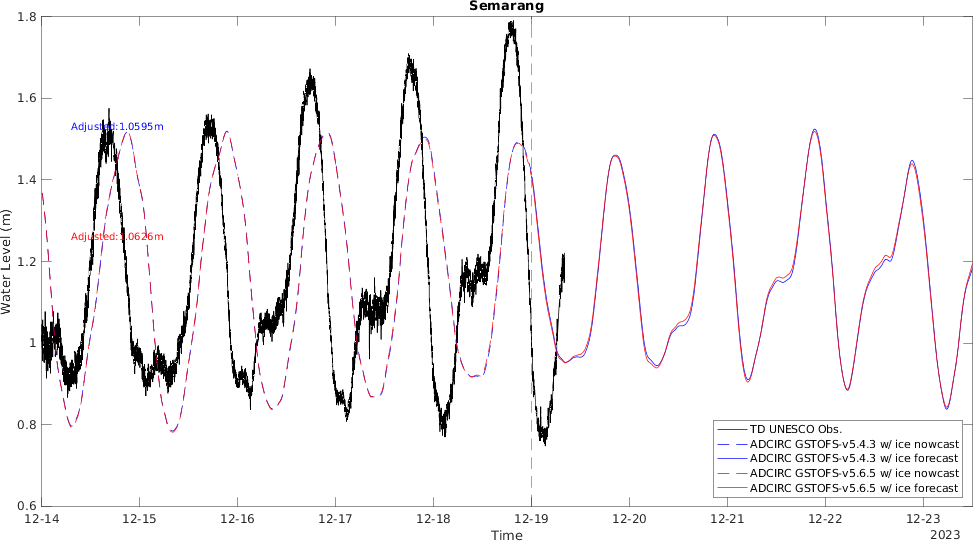 Semarang
1.8
1.6
1.4
1.2
1
0.8
0.6
Water Level (m)
Adjusted:1.0595m
Adjusted:1.0626m
TD UNESCO Obs.
ADCIRC GSTOFS-v5.4.3 w/ ice nowcast
ADCIRC GSTOFS-v5.4.3 w/ ice forecast
ADCIRC GSTOFS-v5.6.5 w/ ice nowcast
ADCIRC GSTOFS-v5.6.5 w/ ice forecast
12-14 12-15 12-16 12-17 12-18 12-19 12-20 12-21 12-22 12-23
Time
2023